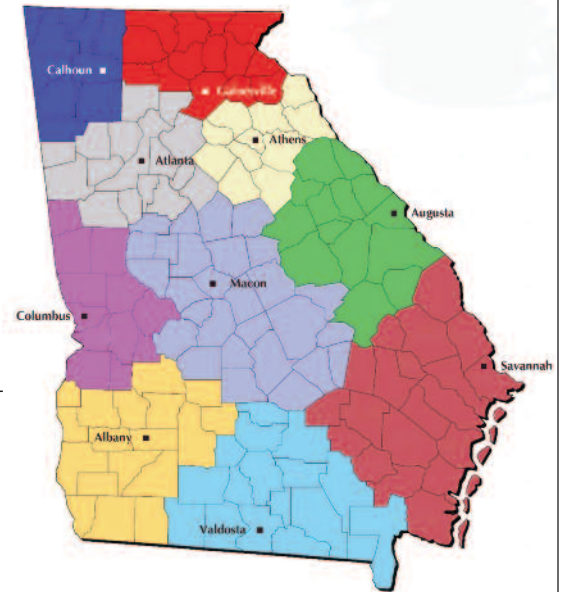 Calhoun
Gainesville
Athens
Atlanta
Augusta
Macon
Columbus
Savannah
Albany
Valdosta